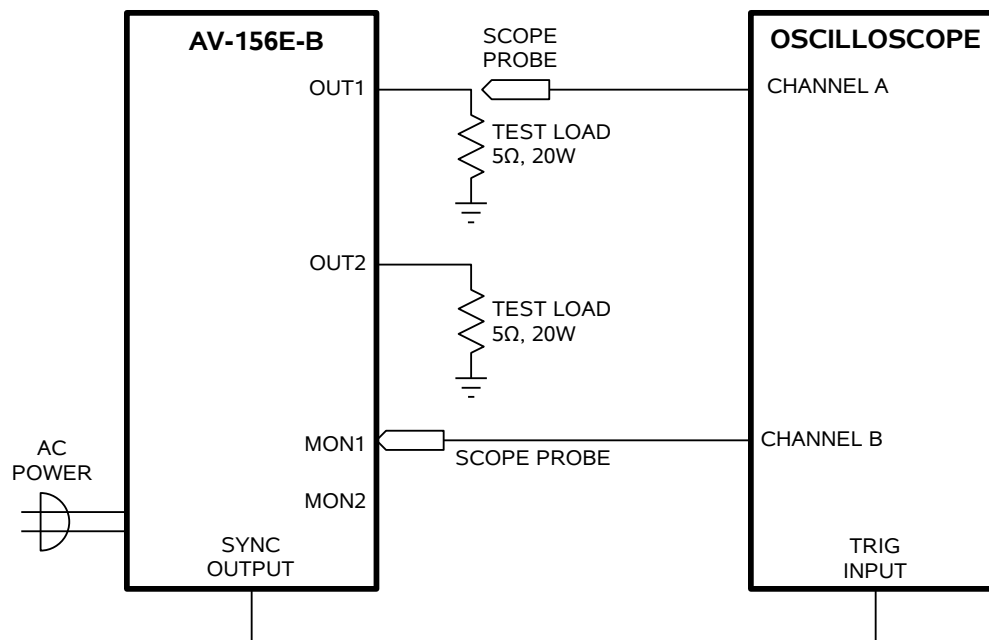 AV-156E-B
OUT1
SCOPE
PROBE
OSCILLOSCOPE
CHANNEL A
TEST LOAD
5Ω, 20W
OUT2
TEST LOAD
5Ω, 20W
MON1
SCOPE PROBE
CHANNEL B
AC
POWER
MON2
SYNC
OUTPUT
TRIG
INPUT